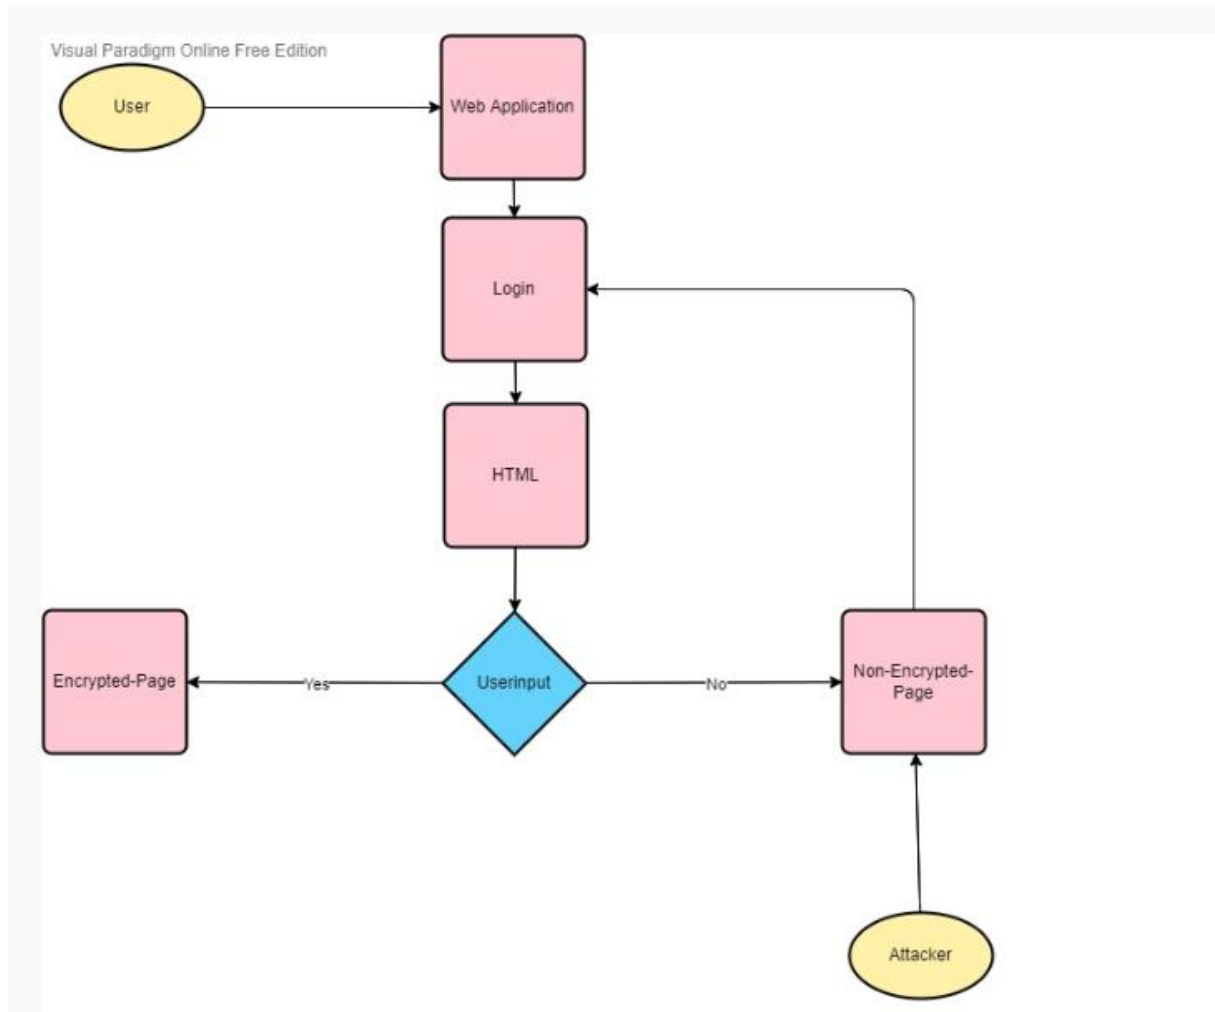 Visual Paradigm Online Free Edition
User
Web Application
Login
HTML
Encrypted-Page
Yes
Userinput
No
Non-Encrypted-
Page
Attacker